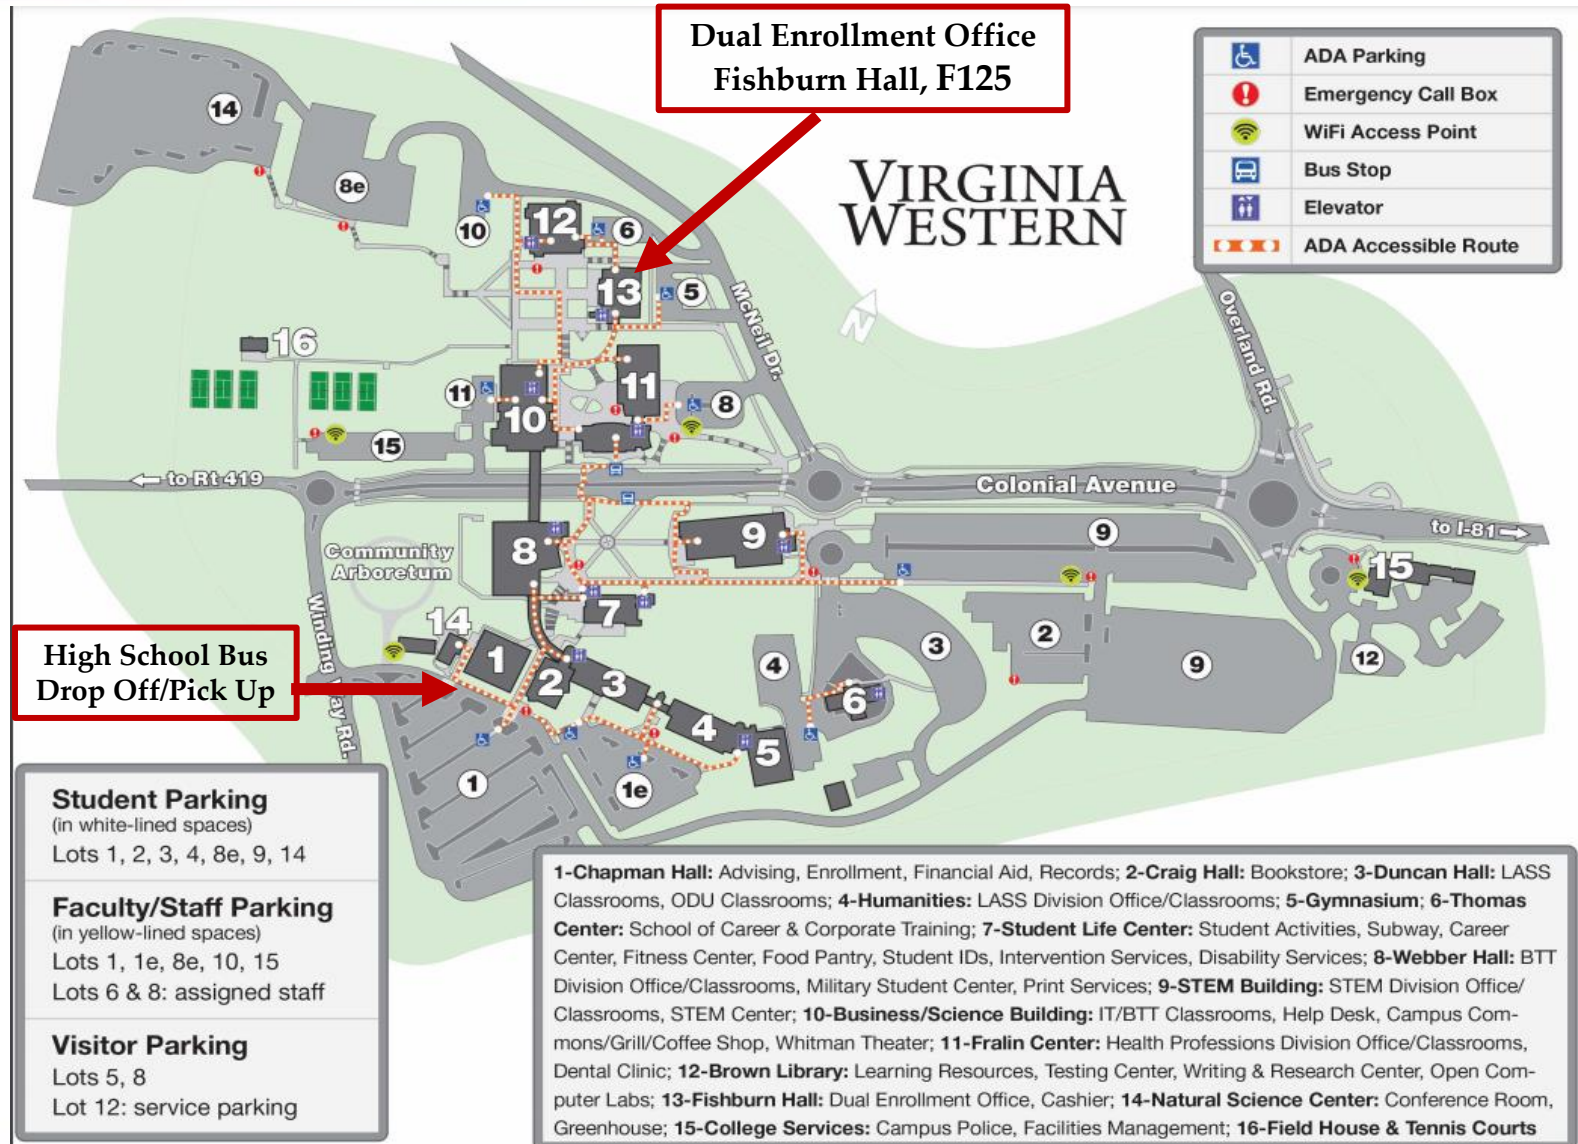 Dual Enrollment Office
Fishburn Hall, F125
ADA Parking
Emergency Call Box
WiFi Access Point
Bus Stop
Elevator
ADA Accessible Route
VIRGINIA
WESTERN
N
14
8e
10
12
6
13
5
McNeil Dr.
Overland Rd.
16
11
10
11
8
15
to Rt 419
Colonial Avenue
to I-81
8
9
9
15
Community
Arboretum
Winding Way Rd.
14
7
High School Bus
Drop Off/Pick Up
1
2
3
4
5
4
6
3
2
9
12
1
1e
Student Parking
(in white-lined spaces)
Lots 1, 2, 3, 4, 8e, 9, 14
Faculty/Staff Parking
(in yellow-lined spaces)
Lots 1, 1e, 8e, 10, 15
Lots 6 & 8: assigned staff
Visitor Parking
Lots 5, 8
Lot 12: service parking
1-Chapman Hall: Advising, Enrollment, Financial Aid, Records; 2-Craig Hall: Bookstore; 3-Duncan Hall: LASS
Classrooms, ODU Classrooms; 4-Humanities: LASS Division Office/Classrooms; 5-Gymnasium; 6-Thomas
Center: School of Career & Corporate Training; 7-Student Life Center: Student Activities, Subway, Career
Center, Fitness Center, Food Pantry, Student IDs, Intervention Services, Disability Services; 8-Webber Hall: BTT
Division Office/Classrooms, Military Student Center, Print Services; 9-STEM Building: STEM Division Office/
Classrooms, STEM Center; 10-Business/Science Building: IT/BTT Classrooms, Help Desk, Campus Com-
mons/Grill/Coffee Shop, Whitman Theater; 11-Fralin Center: Health Professions Division Office/Classrooms,
Dental Clinic; 12-Brown Library: Learning Resources, Testing Center, Writing & Research Center, Open Com-
puter Labs; 13-Fishburn Hall: Dual Enrollment Office, Cashier; 14-Natural Science Center: Conference Room,
Greenhouse; 15-College Services: Campus Police, Facilities Management; 16-Field House & Tennis Courts